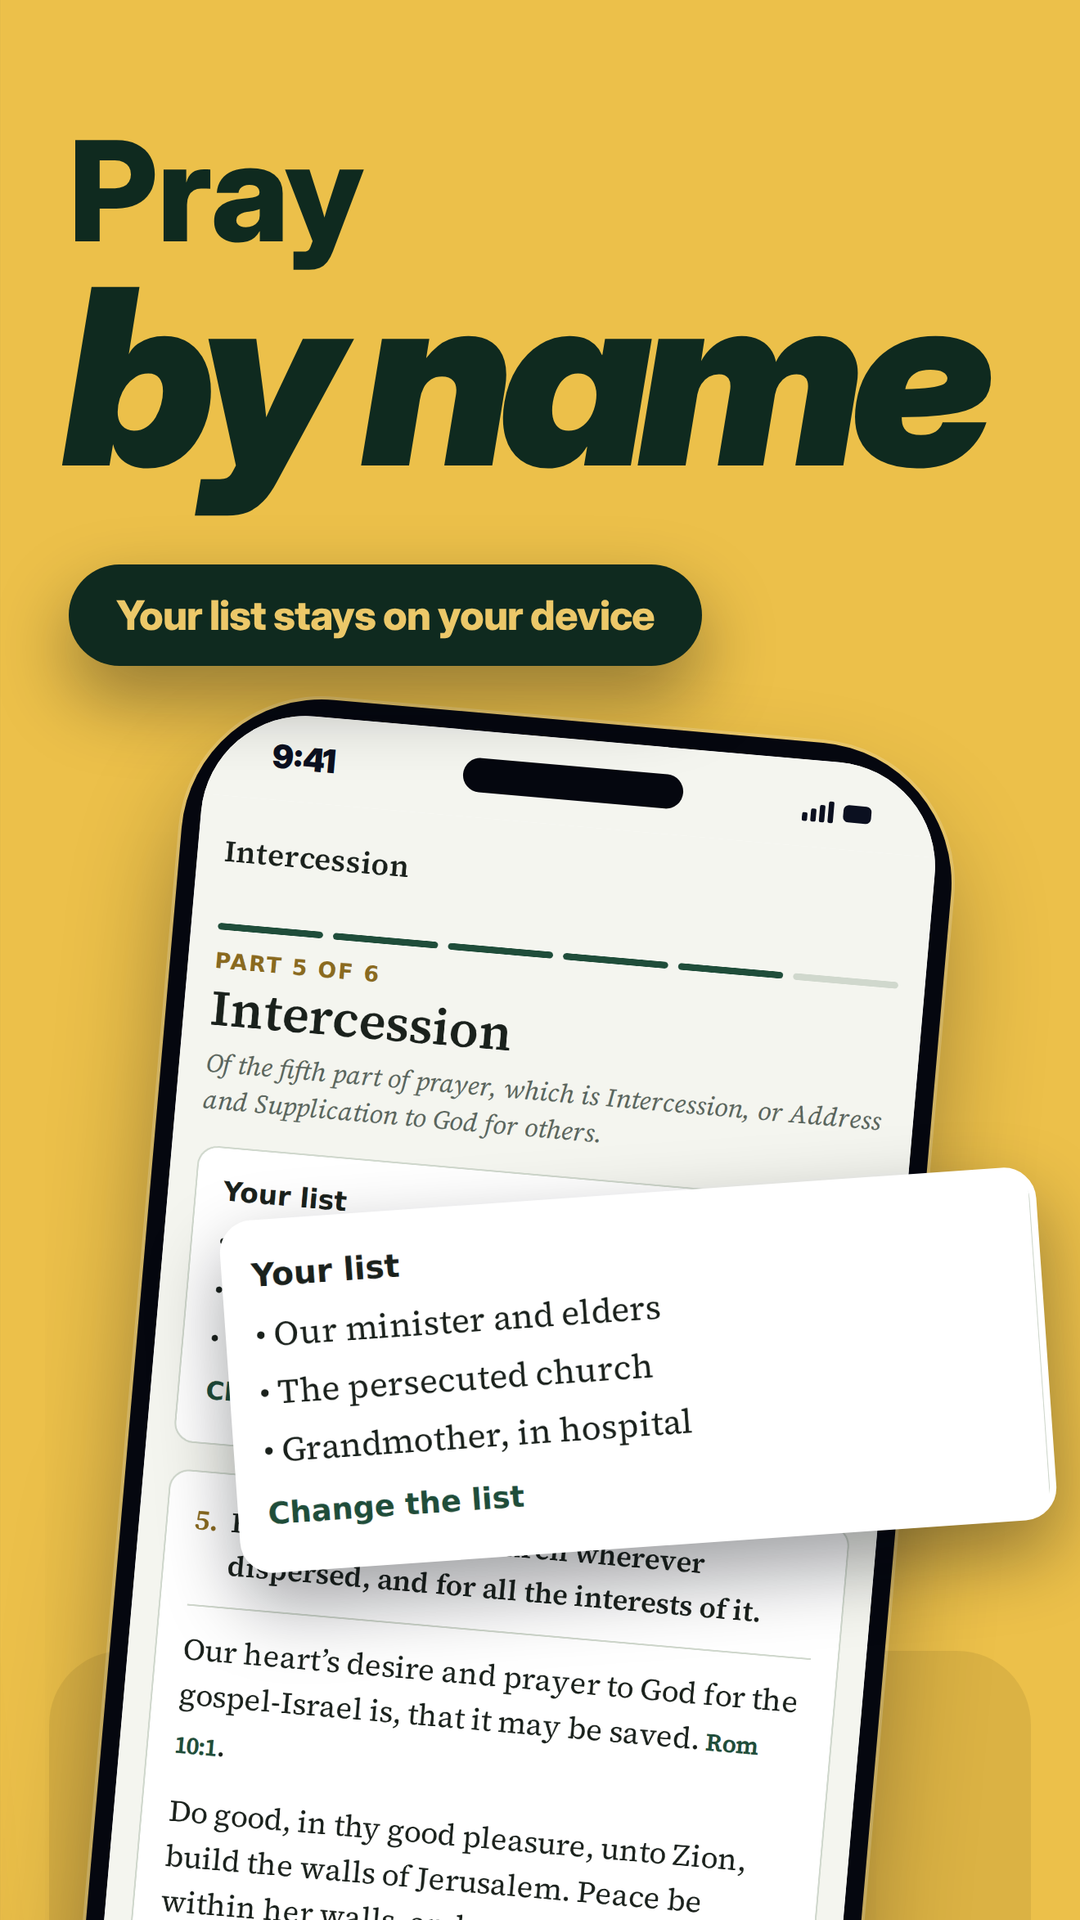 Pray
by name
Your list stays on your device
9:41
Intercession
PART 5 OF 6
Intercession
Of the fifth part of prayer, which is Intercession, or Address
and Supplication to God for others.
Your list
Your list
• Our minister and elders
• The persecuted church
• Grandmother, in hospital
Change the list
5.
wherever
dispersed, and for all the interests of it.
Our heart’s desire and prayer to God for the
gospel-Israel is, that it may be saved. Rom
10:1.
Do good, in thy good pleasure, unto Zion,
build the walls of Jerusalem. Peace be
within her walls,